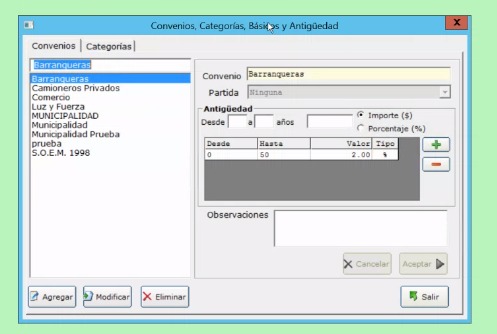 Convenios, Categorías, Básicos y Antigüedad
X
Convenios
Categorías
Barranqueras
Barranqueras
Camioneros Privados
Comercio
Luz y Fuerza
MUNICIPALIDAD
Municipalidad
Municipalidad Prueba
prueba
S.O.E.M. 1998
Convenio Barranqueras
Partida Ninguna
Antigüedad
Desde a años Importe ($)
Porcentaje (%)
Desde Hasta Valor Tipo
0 50 2.00 %
Observaciones
Cancelar Aceptar
Agregar Modificar Eliminar Salir